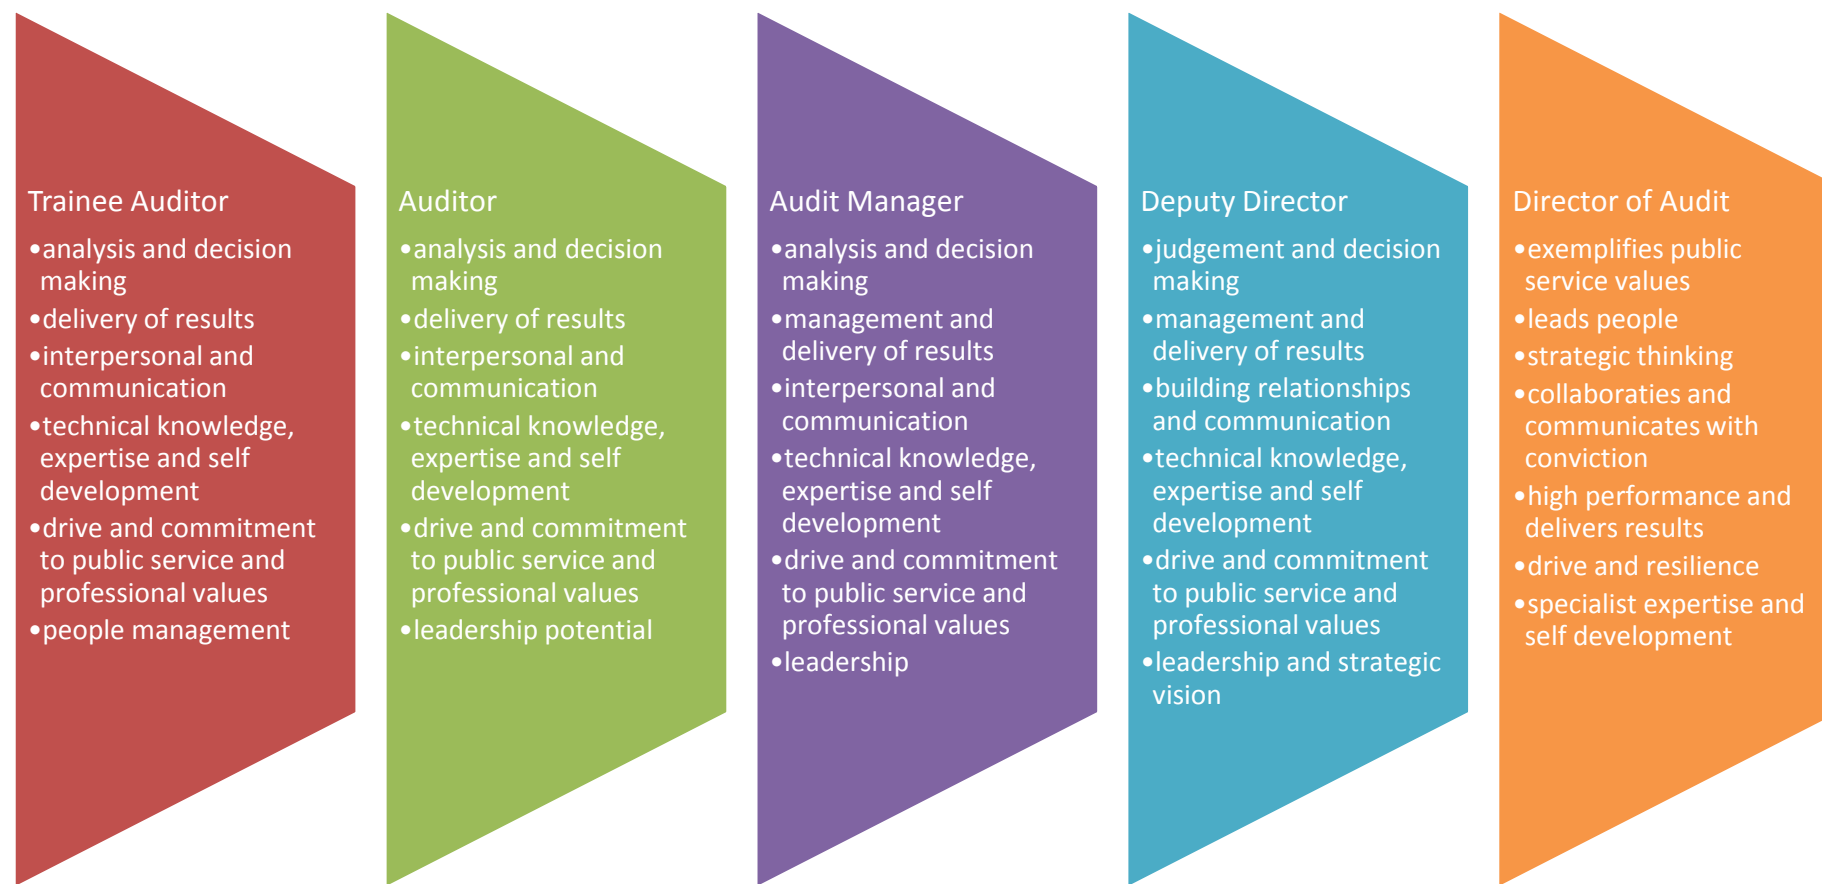 Trainee Auditor
•analysis and decision
making
•delivery of results
•interpersonal and
communication
•technical knowledge,
expertise and self
development
•drive and commitment
to public service and
professional values
•people management
Auditor
•analysis and decision
making
•delivery of results
•interpersonal and
communication
•technical knowledge,
expertise and self
development
•drive and commitment
to public service and
professional values
•leadership potential
Audit Manager
•analysis and decision
making
•management and
delivery of results
•interpersonal and
communication
•technical knowledge,
expertise and self
development
•drive and commitment
to public service and
professional values
•leadership
Deputy Director
•judgement and decision
making
•management and
delivery of results
•building relationships
and communication
•technical knowledge,
expertise and self
development
•drive and commitment
to public service and
professional values
•leadership and strategic
vision
Director of Audit
•exemplifies public
service values
•leads people
•strategic thinking
•collaboraties and
communicates with
conviction
•high performance and
delivers results
•drive and resilience
•specialist expertise and
self development